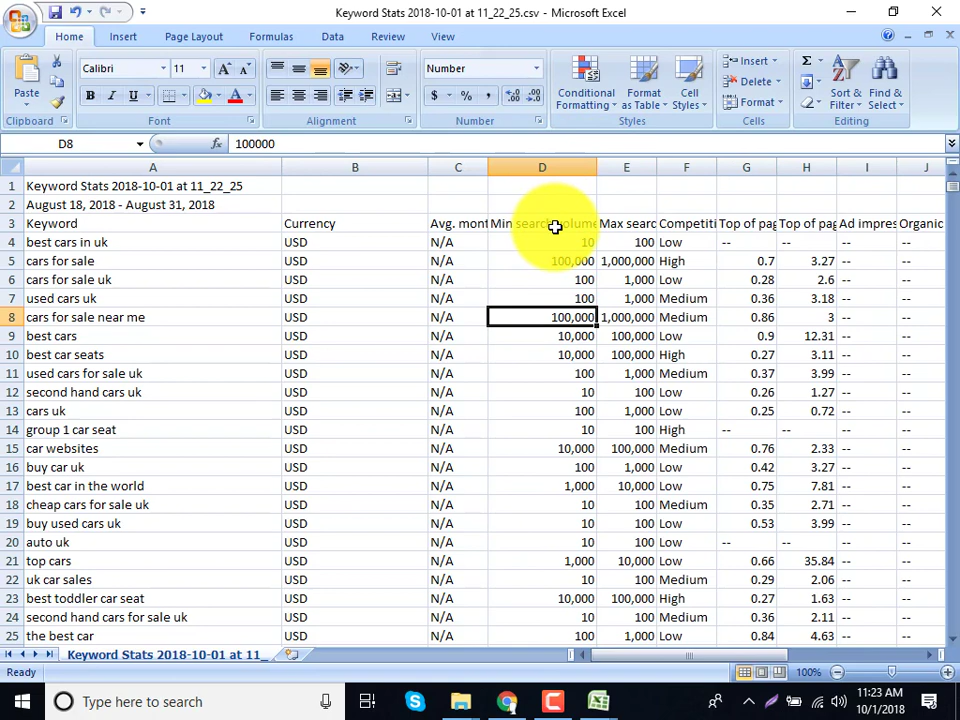 Keyword Stats 2018-10-01 at 11_22_25.csv - Microsoft Excel
Home Insert Page Layout Formulas Data Review View
Paste Calibri 11 A A Number Conditional Formatting Format as Table Cell Styles Insert Delete Format Σ Sort & Filter Find & Select
B I U A $ % , .0 .00 .00 .0
Clipboard Font Alignment Number Styles Cells Editing
D8 fx 100000
A B C D E F G H I J
1 Keyword Stats 2018-10-01 at 11_22_25
2 August 18, 2018 - August 31, 2018
3 Keyword Currency Avg. mont Min search volume Max searc Competiti Top of pag Top of pag Ad impres Organic
4 best cars in uk USD N/A 10 100 Low -- -- -- --
5 cars for sale USD N/A 100,000 1,000,000 High 0.7 3.27 -- --
6 cars for sale uk USD N/A 100 1,000 Low 0.28 2.6 -- --
7 used cars uk USD N/A 100 1,000 Medium 0.36 3.18 -- --
8 cars for sale near me USD N/A 100,000 1,000,000 Medium 0.86 3 -- --
9 best cars USD N/A 10,000 100,000 Low 0.9 12.31 -- --
10 best car seats USD N/A 10,000 100,000 High 0.27 3.11 -- --
11 used cars for sale uk USD N/A 100 1,000 Medium 0.37 3.99 -- --
12 second hand cars uk USD N/A 10 100 Low 0.26 1.27 -- --
13 cars uk USD N/A 100 1,000 Low 0.25 0.72 -- --
14 group 1 car seat USD N/A 10 100 High -- -- -- --
15 car websites USD N/A 10,000 100,000 Medium 0.76 2.33 -- --
16 buy car uk USD N/A 100 1,000 Low 0.42 3.27 -- --
17 best car in the world USD N/A 1,000 10,000 Low 0.75 7.81 -- --
18 cheap cars for sale uk USD N/A 10 100 Medium 0.35 2.71 -- --
19 buy used cars uk USD N/A 10 100 Low 0.53 3.99 -- --
20 auto uk USD N/A 10 100 Low -- -- -- --
21 top cars USD N/A 1,000 10,000 Low 0.66 35.84 -- --
22 uk car sales USD N/A 10 100 Medium 0.29 2.06 -- --
23 best toddler car seat USD N/A 10,000 100,000 High 0.27 1.63 -- --
24 second hand cars for sale uk USD N/A 10 100 Medium 0.36 2.11 -- --
25 the best car USD N/A 100 1,000 Low 0.84 4.63 -- --
Keyword Stats 2018-10-01 at 11_
Ready 100%
Type here to search 11:23 AM
10/1/2018